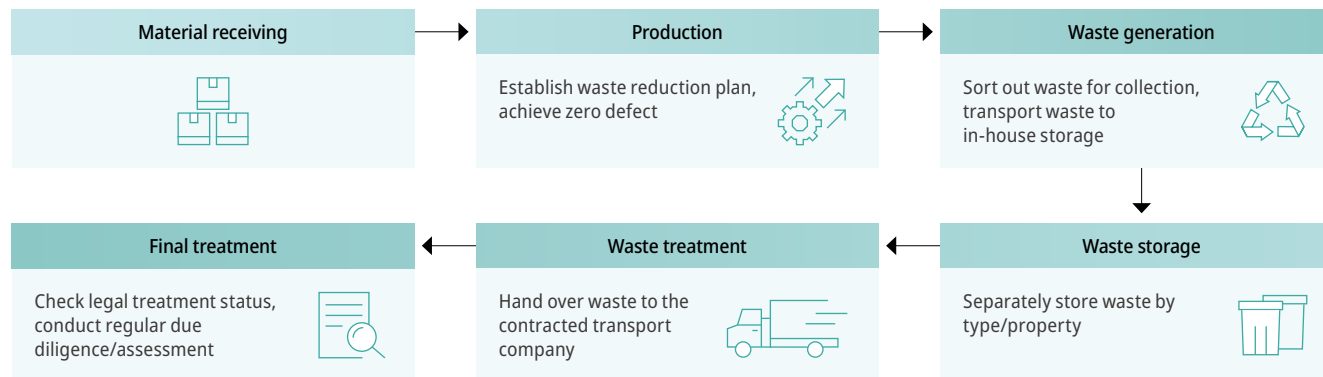 Material receiving
Production
Establish waste reduction plan,
achieve zero defect
Waste generation
Sort out waste for collection,
transport waste to
in-house storage
Waste storage
Separately store waste by
type/property
Waste treatment
Hand over waste to the
contracted transport
company
Final treatment
Check legal treatment status,
conduct regular due
diligence/assessment